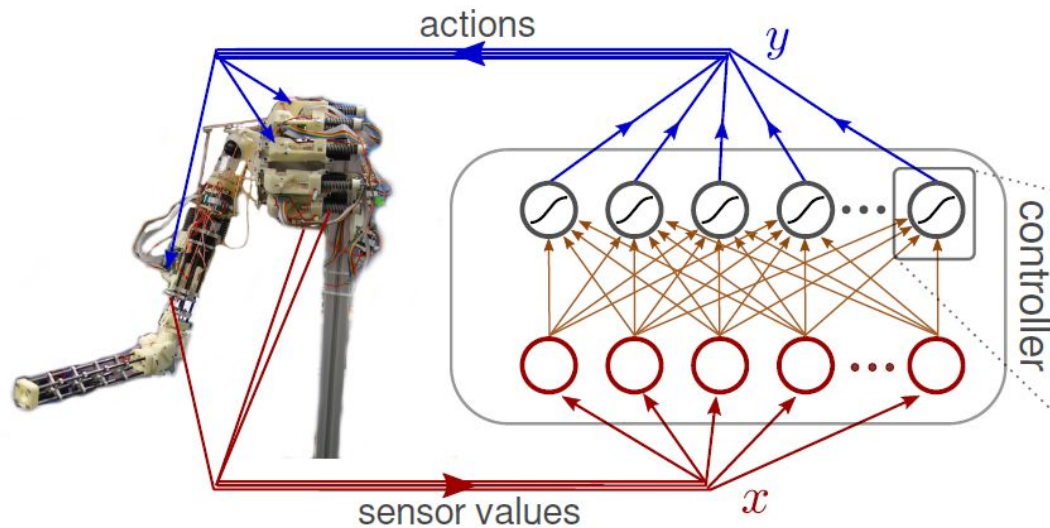 actions
y
controller
sensor values
x